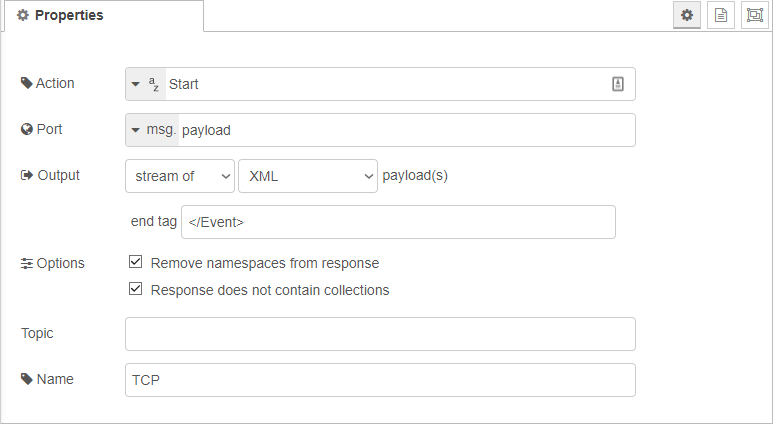 Properties
Action az Start
Port msg. payload
Output stream of XML payload(s)
end tag </Event>
Options Remove namespaces from response
Response does not contain collections
Topic
Name TCP